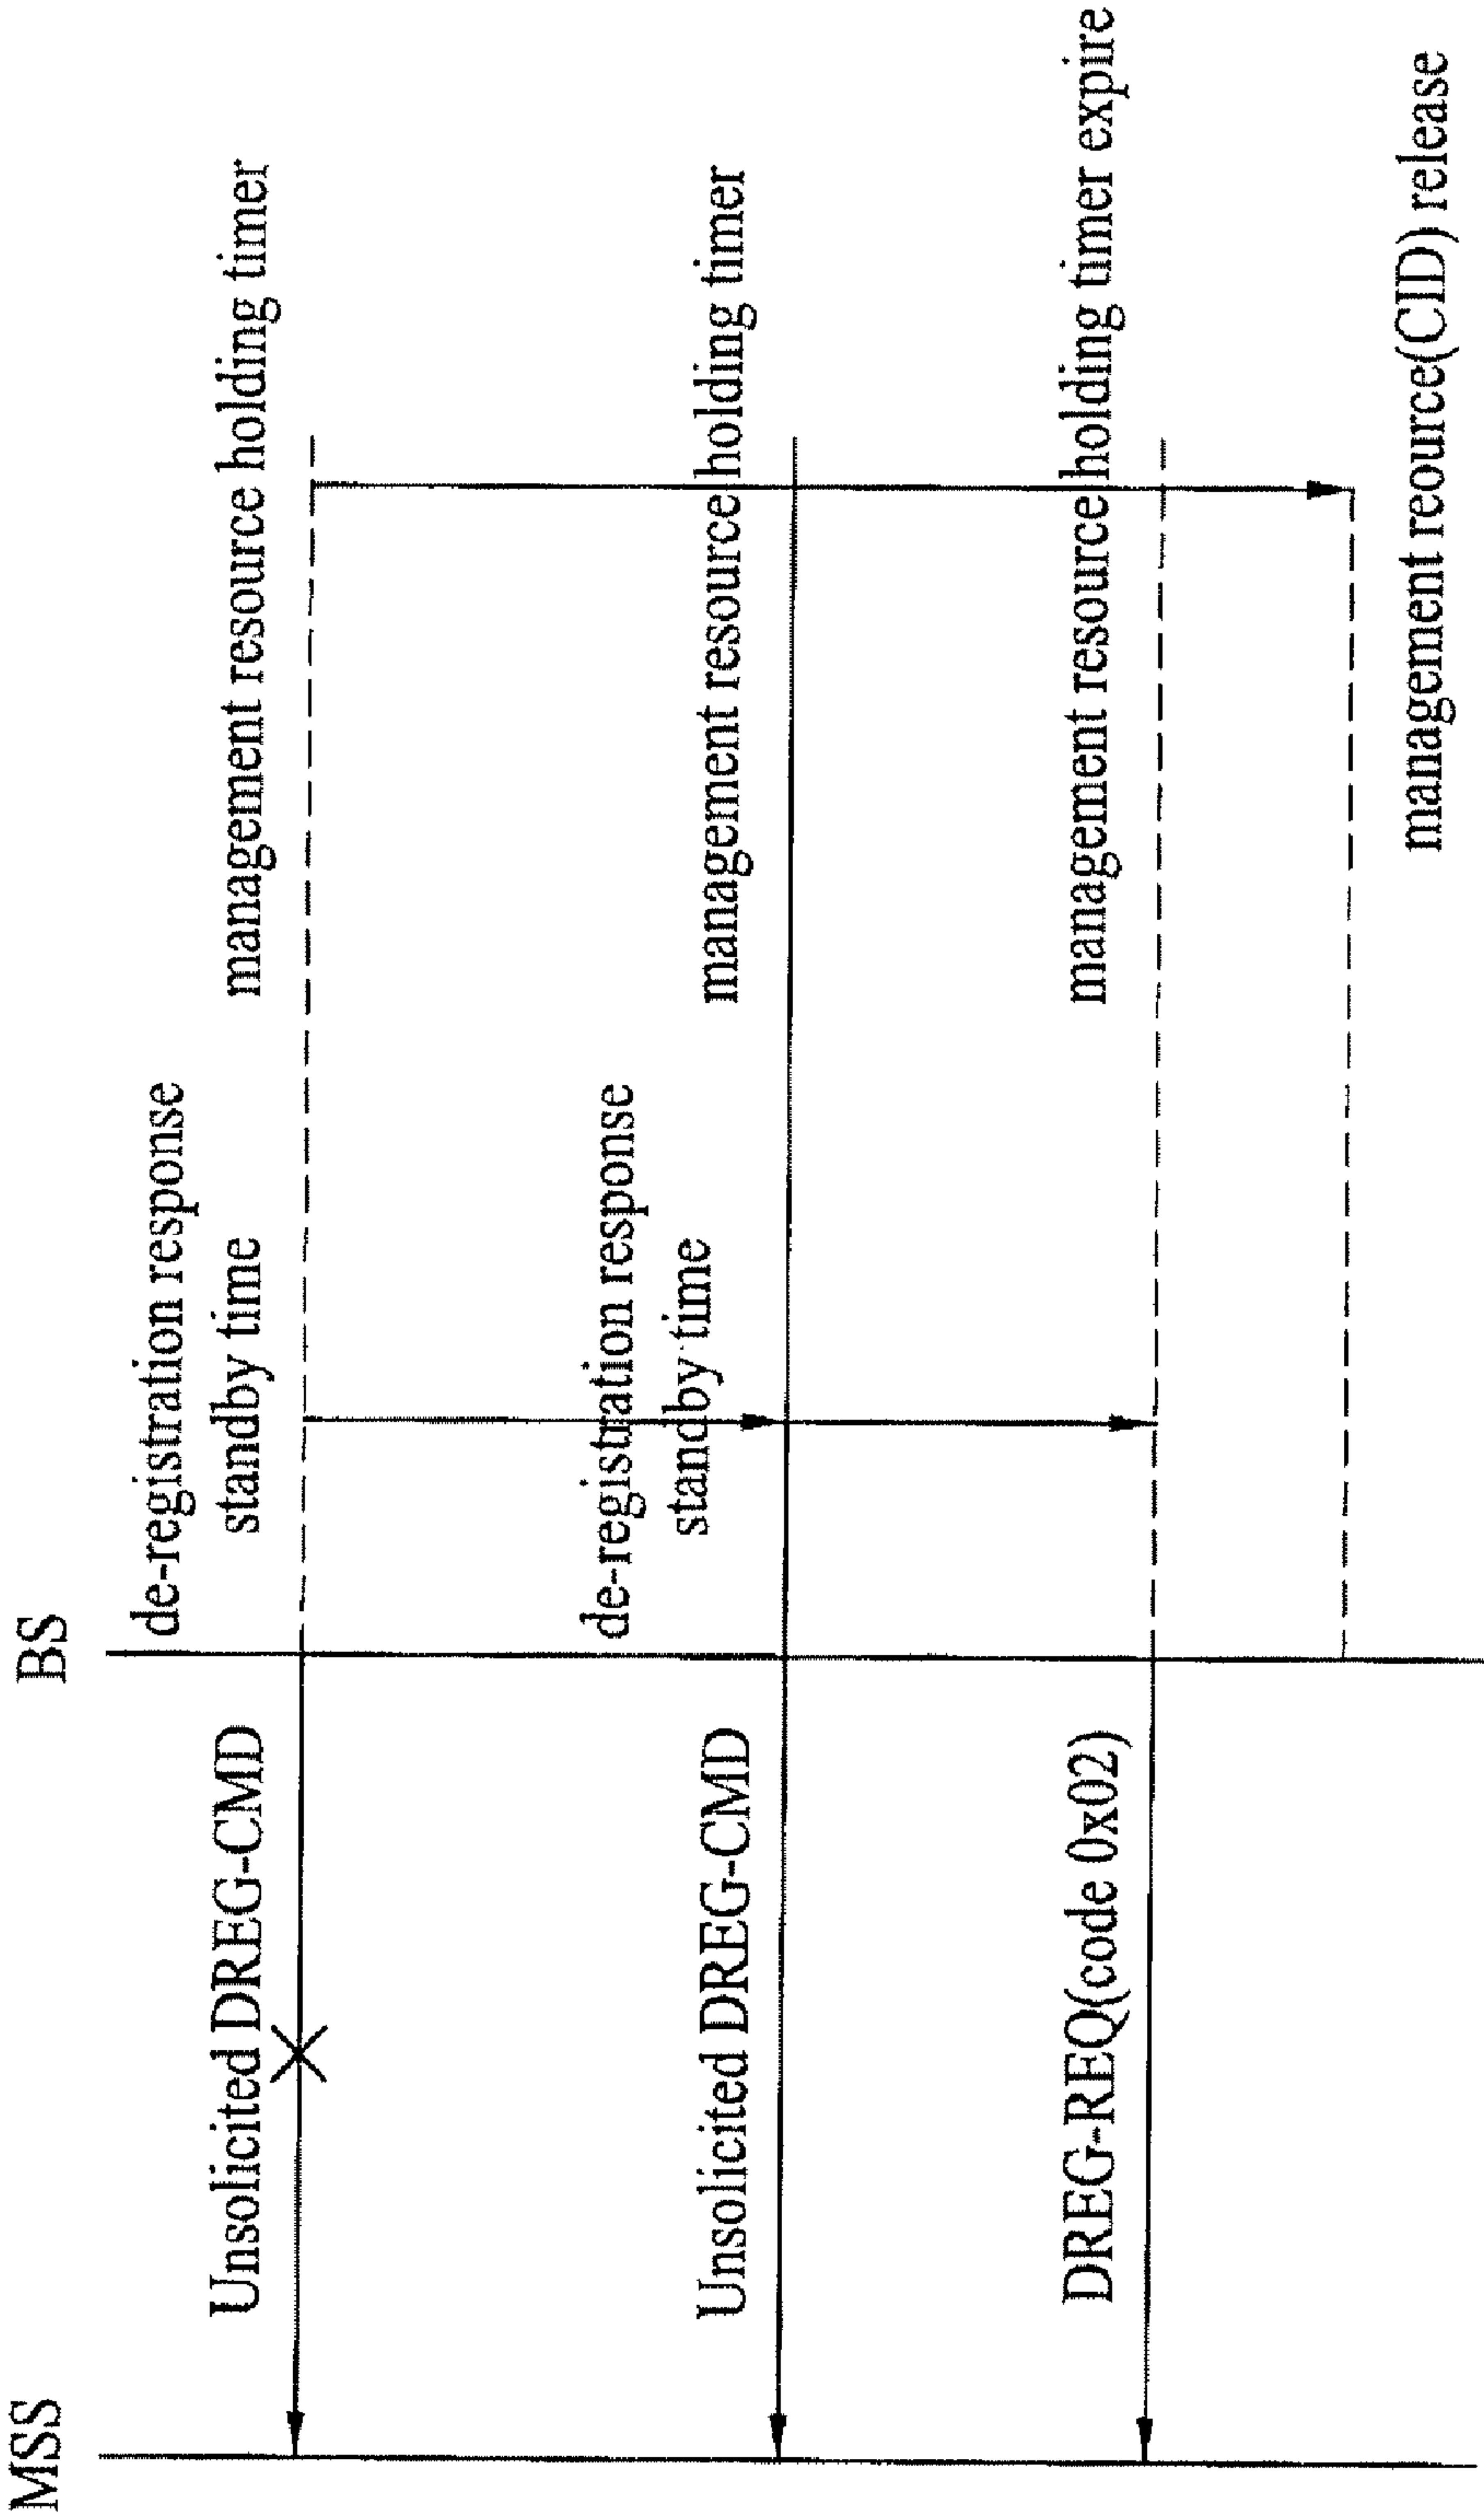 MSS
BS
Unsolicited DREG-CMD
de-registration response
standby time
management resource holding timer
Unsolicited DREG-CMD
de-registration response
standby time
management resource holding timer
DREG-REQ(code 0x02)
management resource holding timer expire
management reource(CID) release